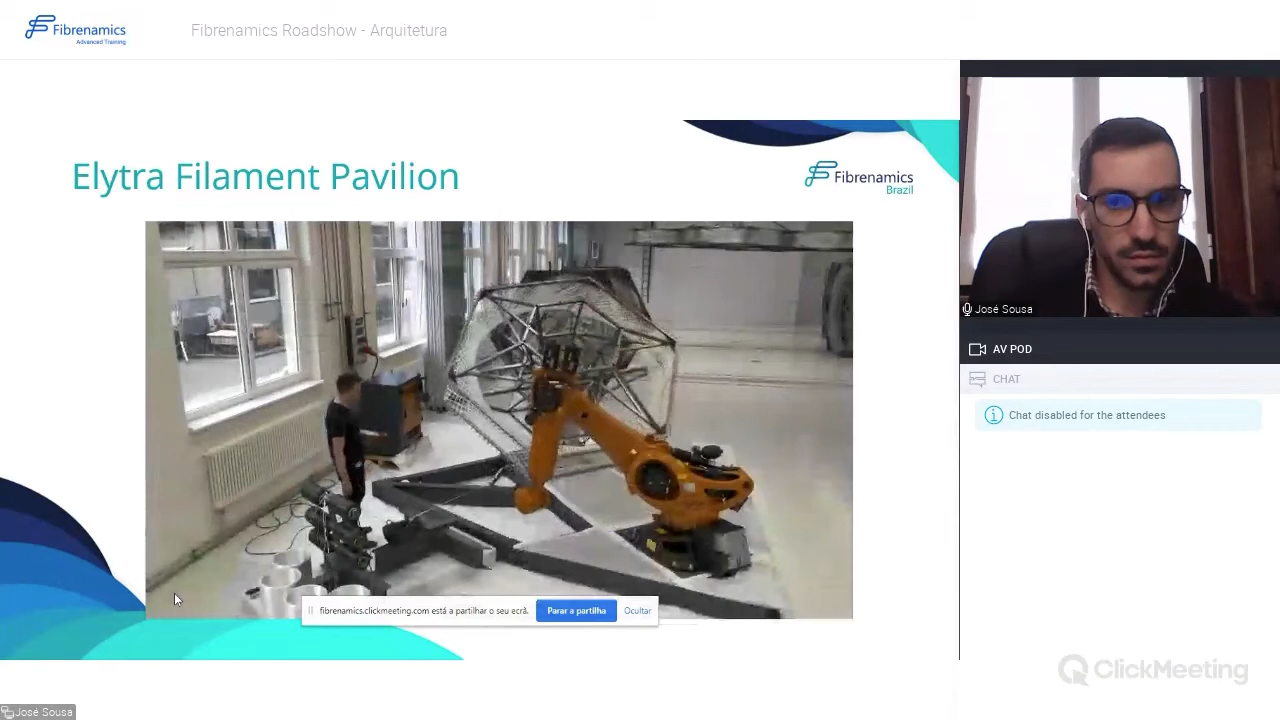 Fibrenamics
Advanced Training
Fibrenamics Roadshow - Arquitetura
Elytra Filament Pavilion
Fibrenamics
Brazil
fibrenamics.clickmeeting.com está a partilhar o seu ecrã.
Parar a partilha
Ocultar
José Sousa
AV POD
CHAT
Chat disabled for the attendees
ClickMeeting
José Sousa